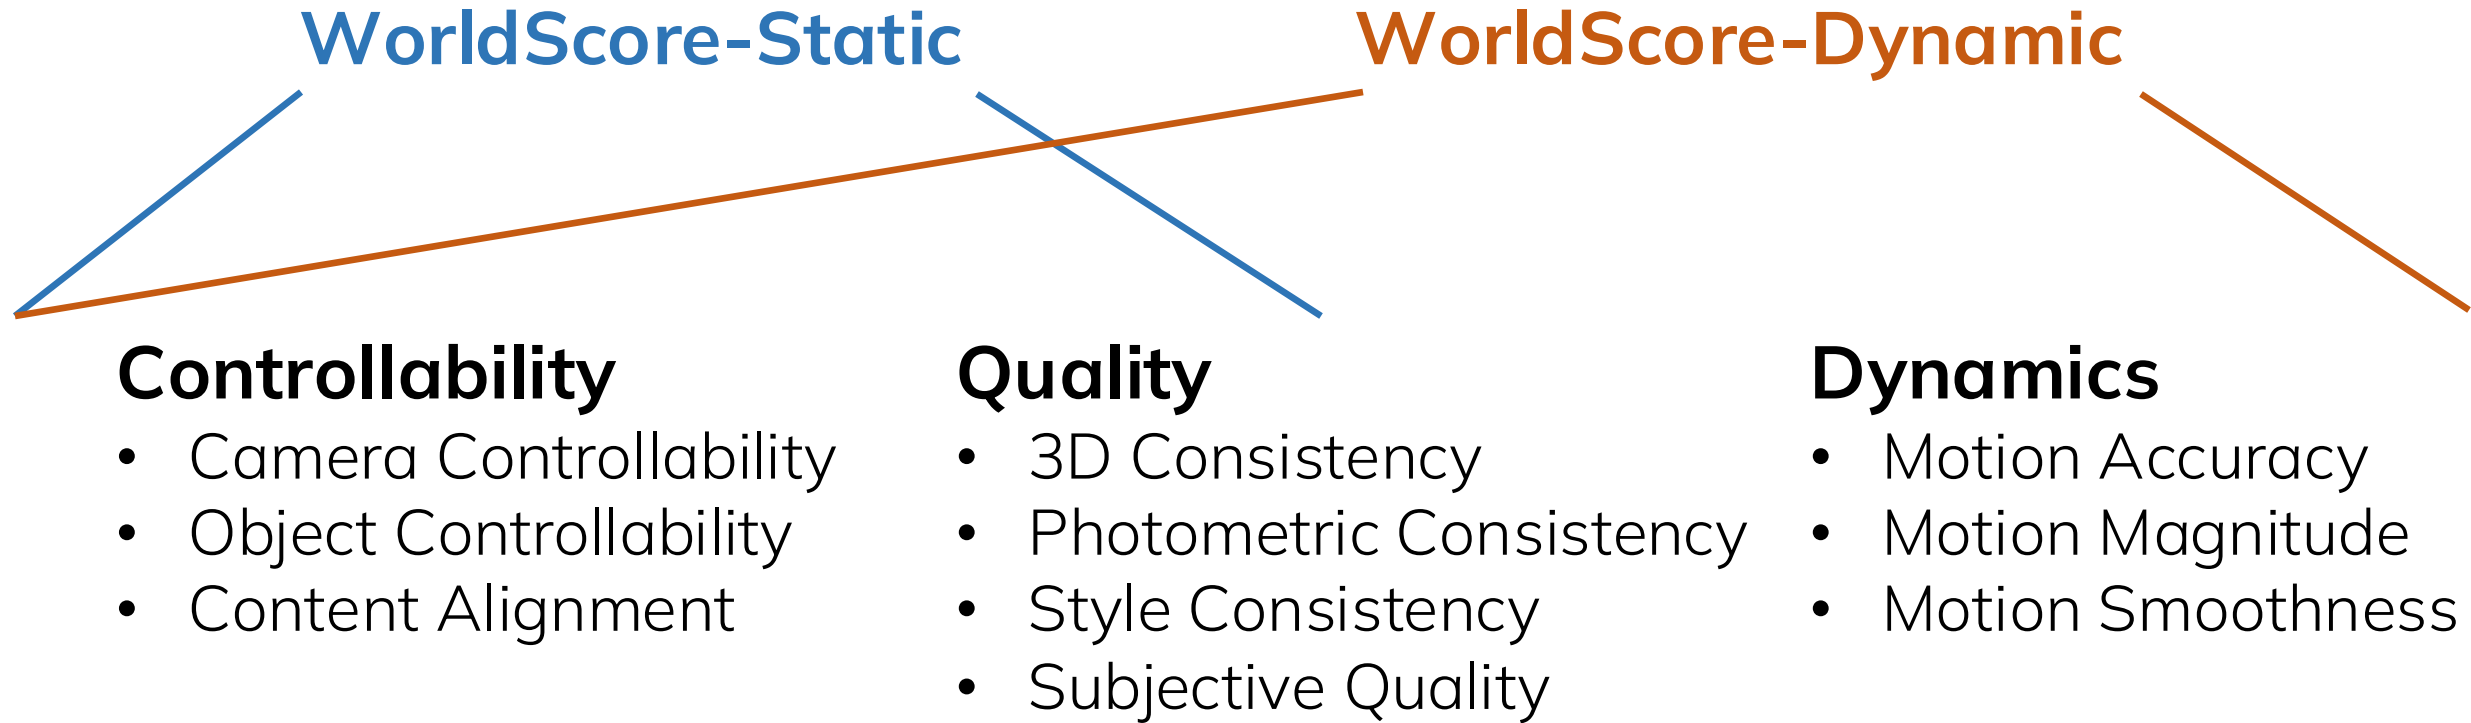 WorldScore-Static
WorldScore-Dynamic
Controllability
• Camera Controllability
• Object Controllability
• Content Alignment
Quality
• 3D Consistency
• Photometric Consistency
• Style Consistency
• Subjective Quality
Dynamics
• Motion Accuracy
• Motion Magnitude
• Motion Smoothness